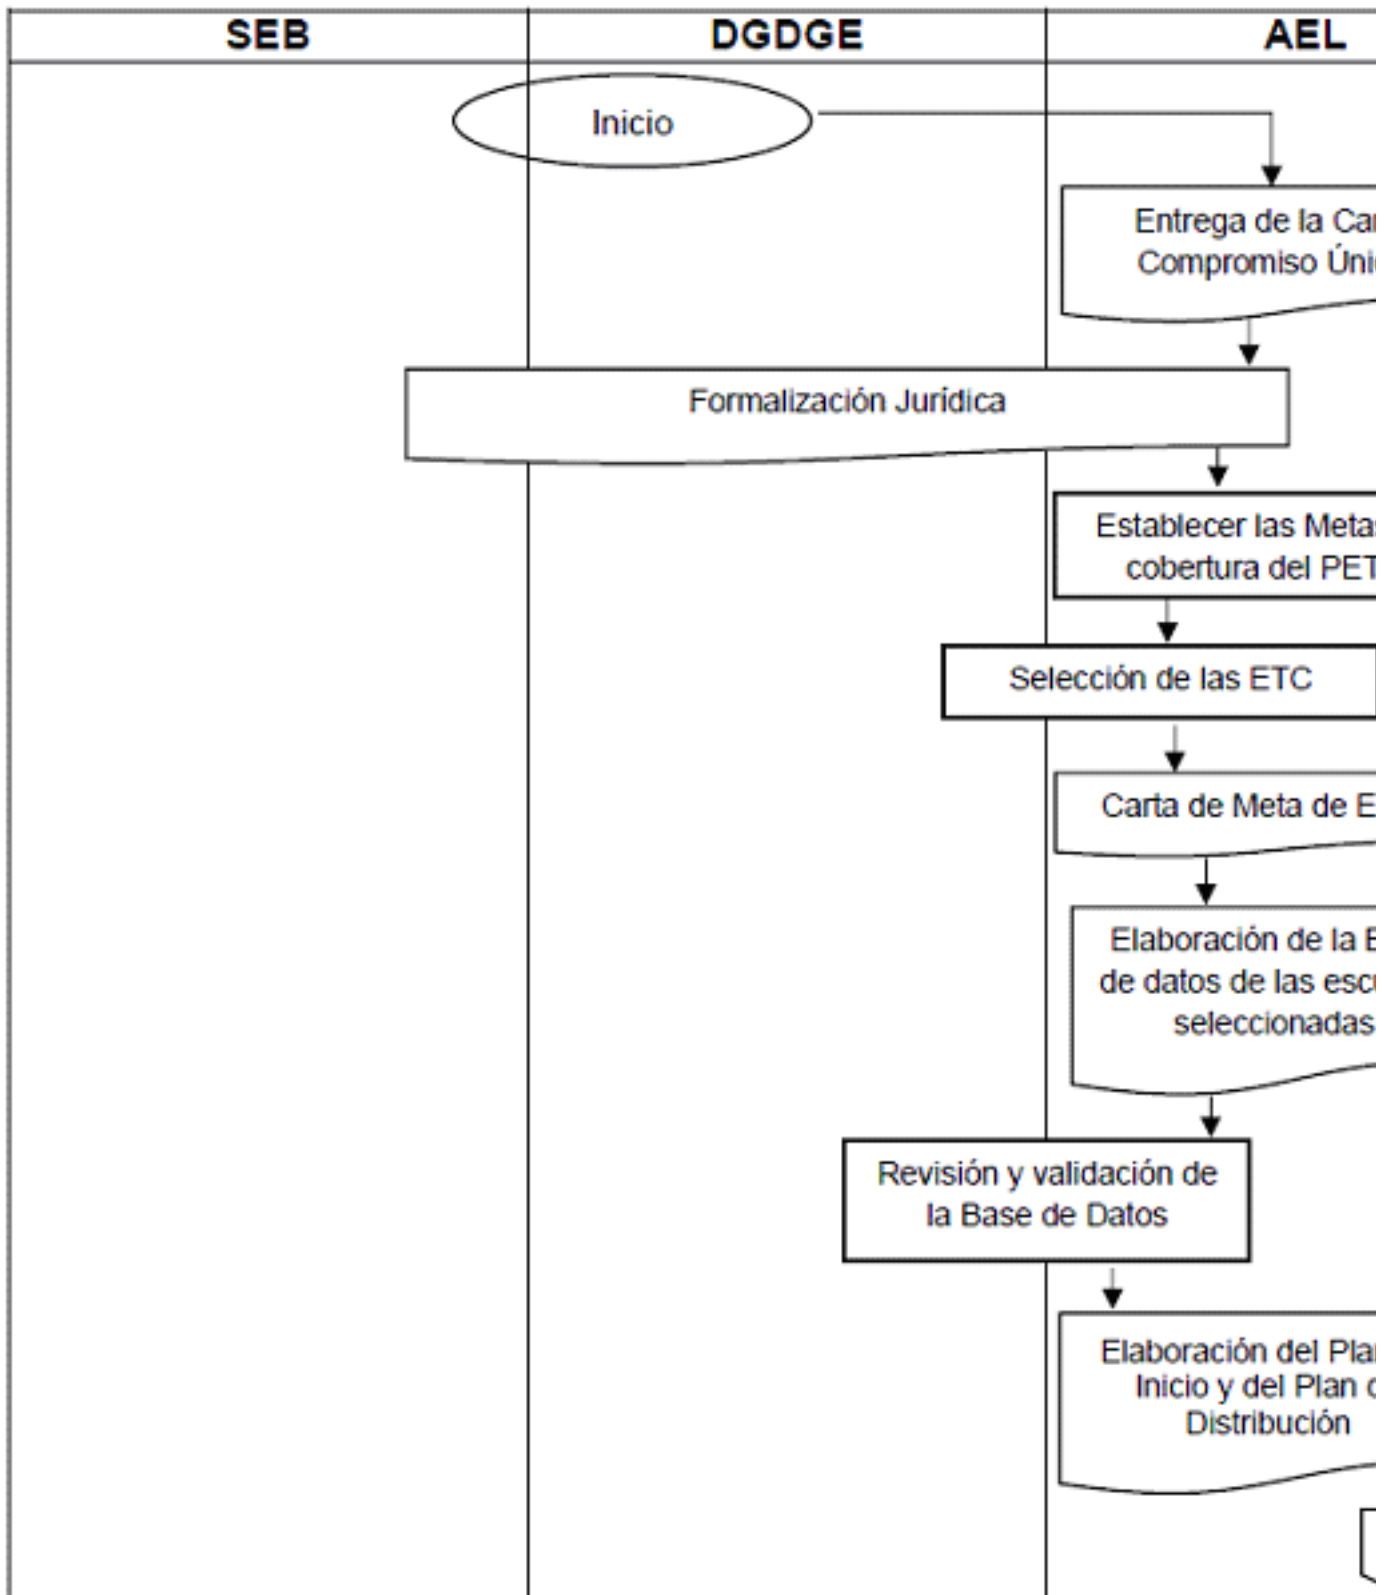 SEB DGDGE AEL
Inicio
Entrega de la
Compromiso
Formalización Jurídica
Establecer las
cobertura del
Selección de las ETC
Carta de Meta de
Elaboración de la
de datos de las
seleccionadas
Revisión y validación de
la Base de Datos
Elaboración del
Inicio y del Plan
Distribución